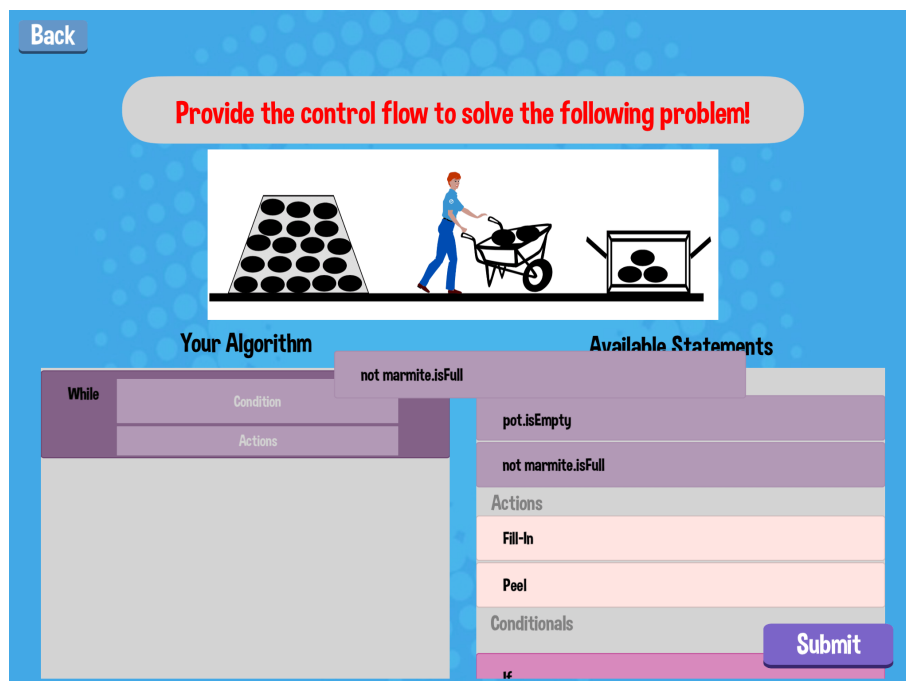 Back
Provide the control flow to solve the following problem!
Your Algorithm
Available Statements
not marmite.isFull
While
Condition
Actions
pot.isEmpty
not marmite.isFull
Actions
Fill-In
Peel
Conditionals
Submit
If